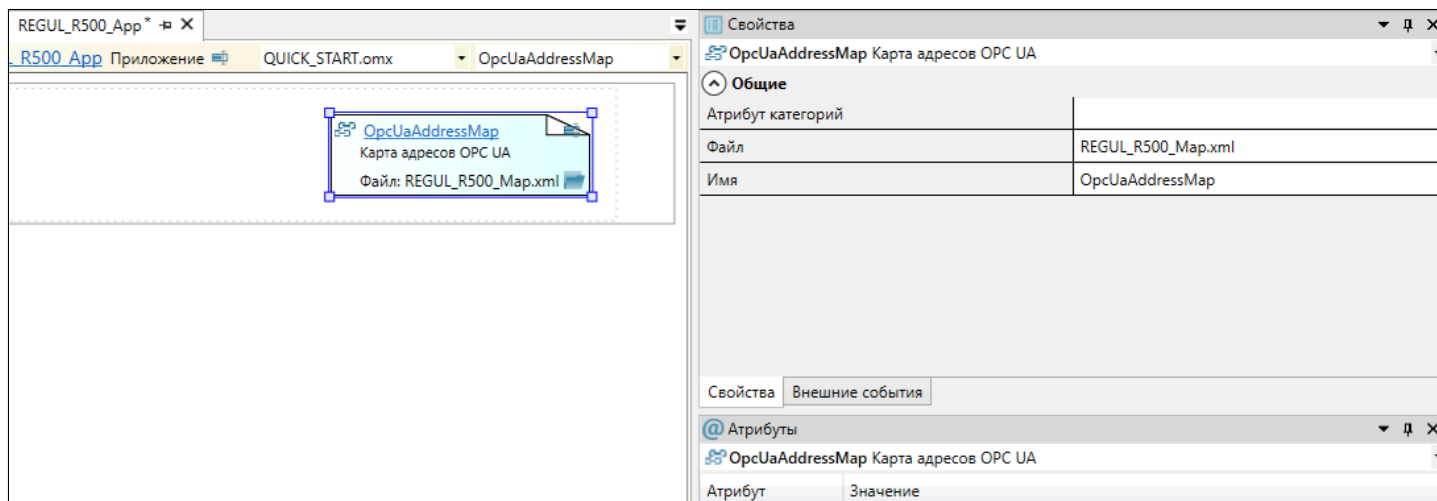 REGUL_R500_App*
_R500_App Приложение QUICK_START.omx OpcUaAddressMap
OpcUaAddressMap
Карта адресов OPC UA
Файл: REGUL_R500_Map.xml
Свойства
OpcUaAddressMap Карта адресов OPC UA
Общие
Атрибут категорий
Файл REGUL_R500_Map.xml
Имя OpcUaAddressMap
Свойства Внешние события
Атрибуты
OpcUaAddressMap Карта адресов OPC UA
Атрибут Значение